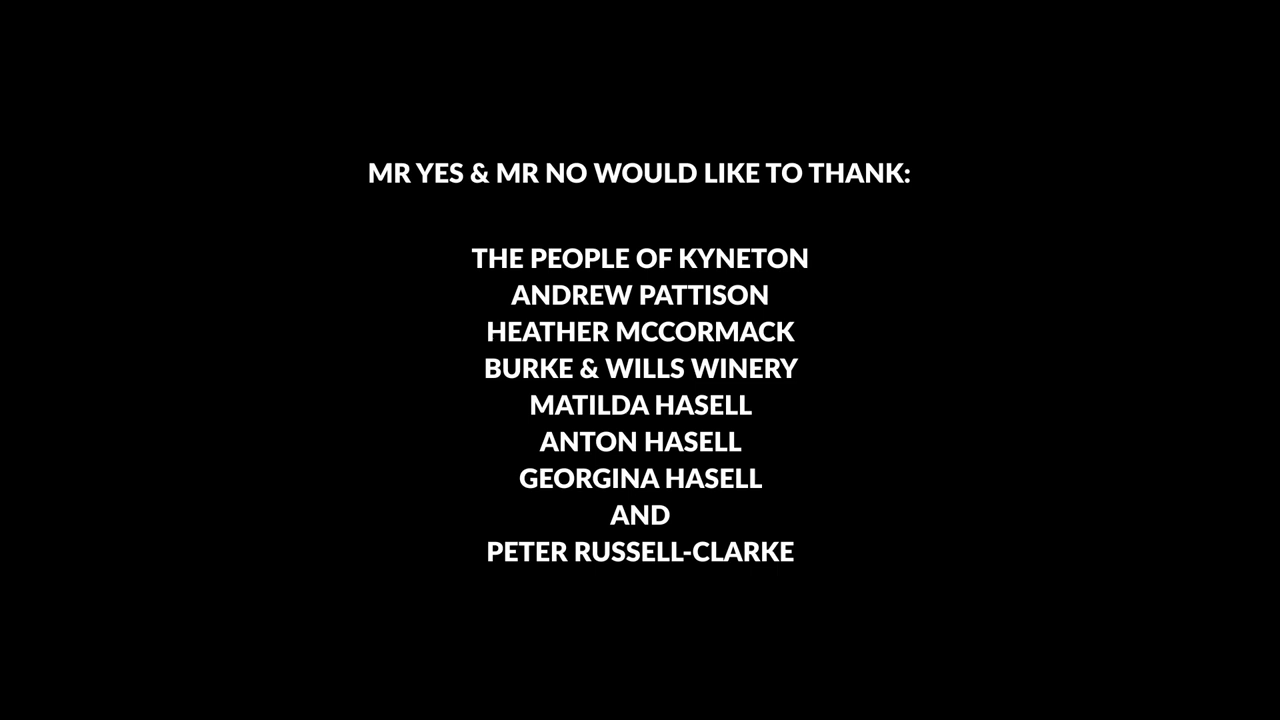 MR YES & MR NO WOULD LIKE TO THANK:
THE PEOPLE OF KYNETON
ANDREW PATTISON
HEATHER MCCORMACK
BURKE & WILLS WINERY
MATILDA HASELL
ANTON HASELL
GEORGINA HASELL
AND
PETER RUSSELL-CLARKE